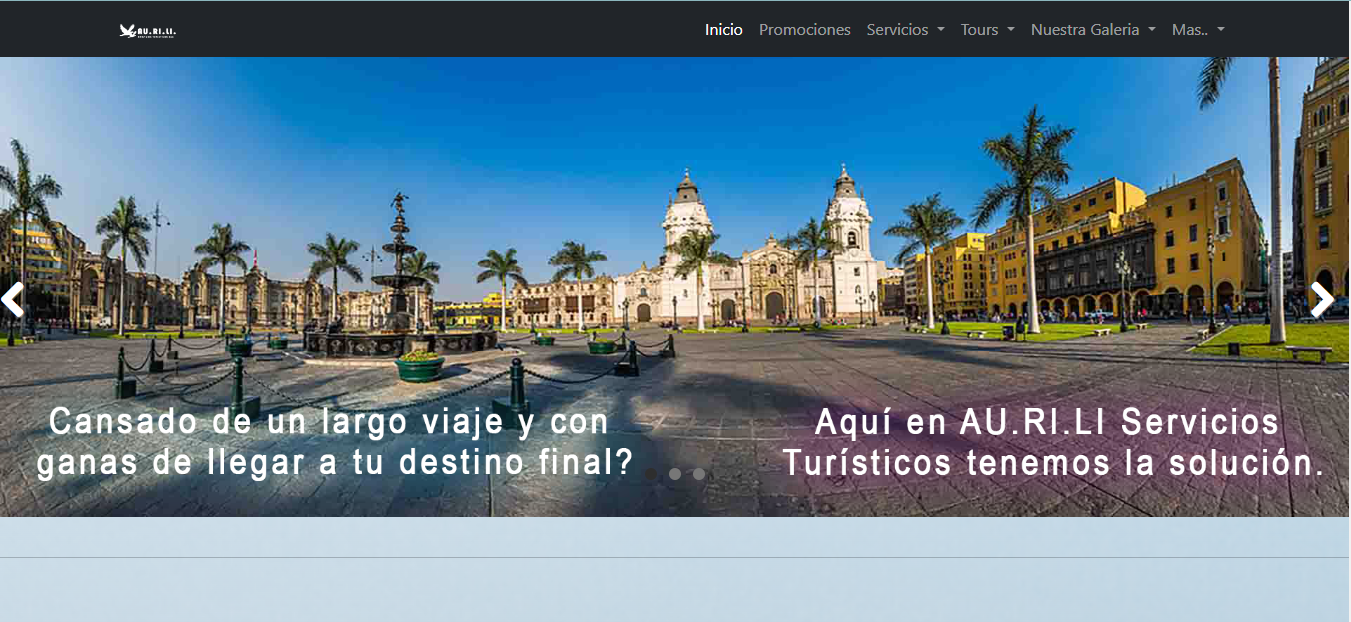 AU.RI.LI.
Inicio
Promociones
Servicios
Tours
Nuestra Galeria
Mas..
Cansado de un largo viaje y con
ganas de llegar a tu destino final?
Aquí en AU.RI.LI Servicios
Turísticos tenemos la solución.